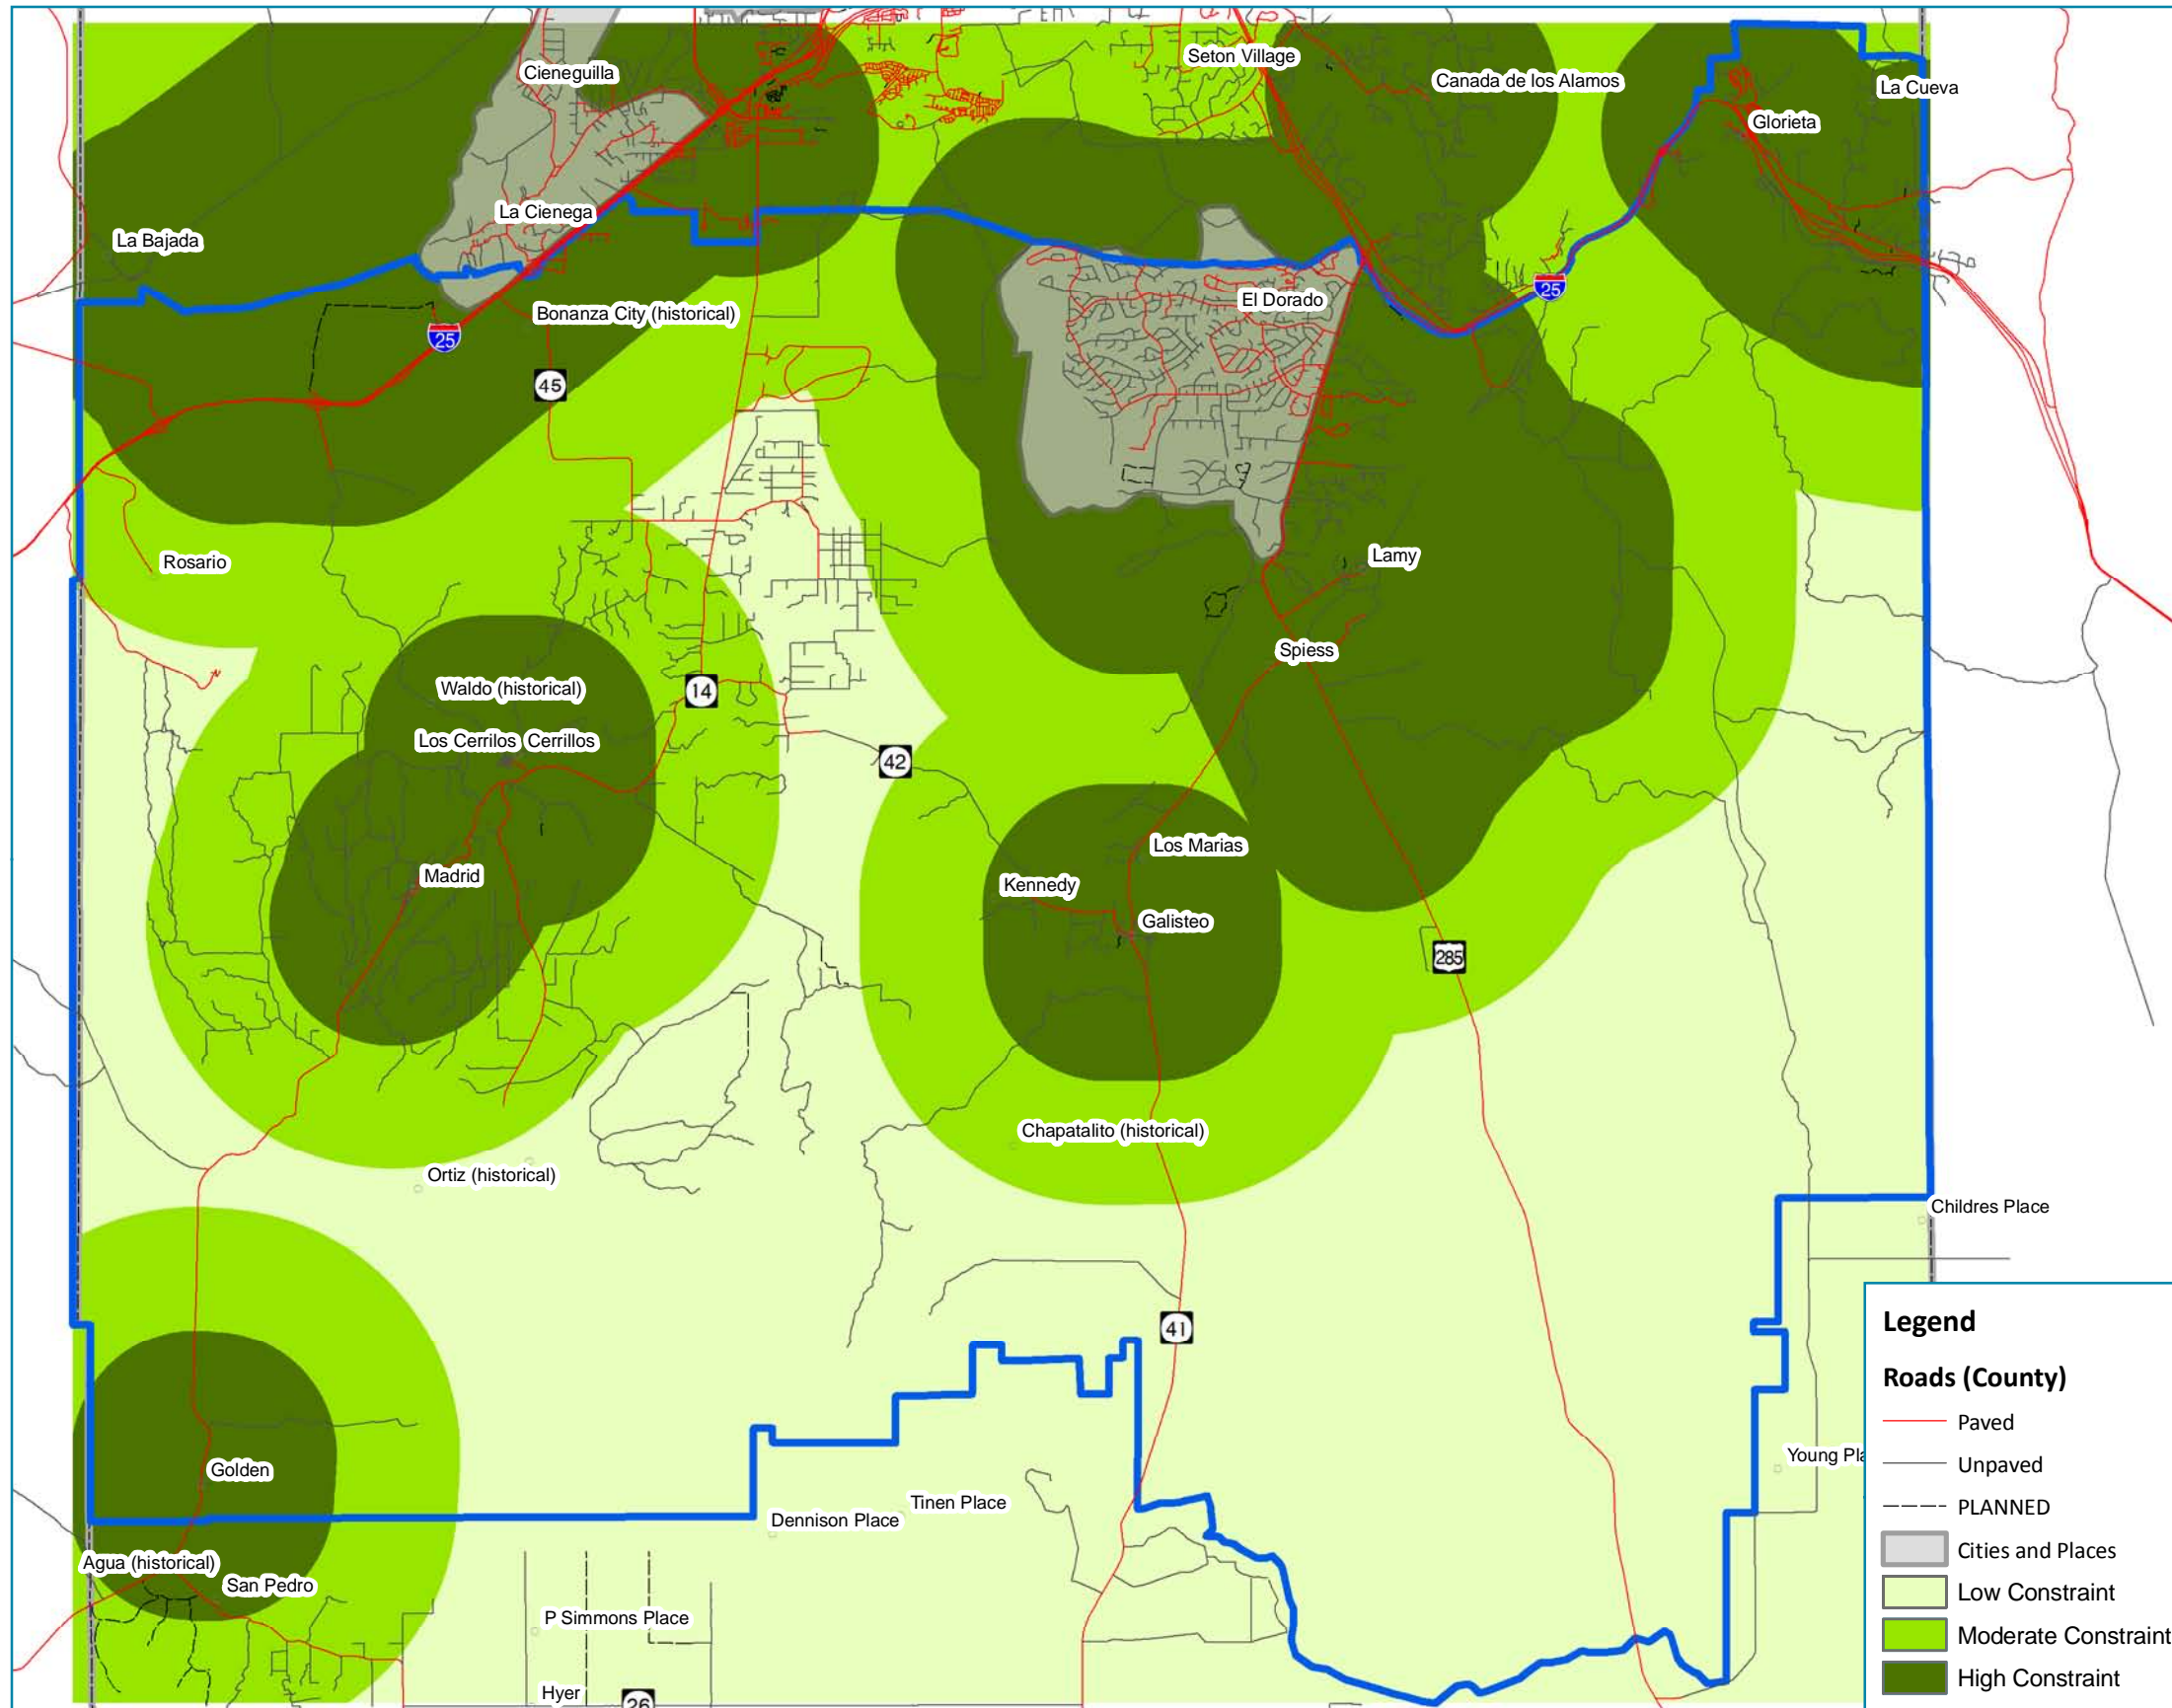 Seton Village
Cieneguilla
Canada de los Alamos
La Cueva
Glorieta
La Cienega
La Bajada
25
El Dorado
Bonanza City (historical)
25
45
Lamy
Rosario
Spiess
Waldo (historical)
14
Los Cerrilos Cerrillos
42
Los Marias
Madrid
Kennedy
Galisteo
285
Chapatalito (historical)
Ortiz (historical)
Childres Place
41
Golden
Young Pla
Tinen Place
Dennison Place
Agua (historical)
San Pedro
P Simmons Place
Hyer
26
Legend
Roads (County)
Paved
Unpaved
PLANNED
Cities and Places
Low Constraint
Moderate Constraint
High Constraint